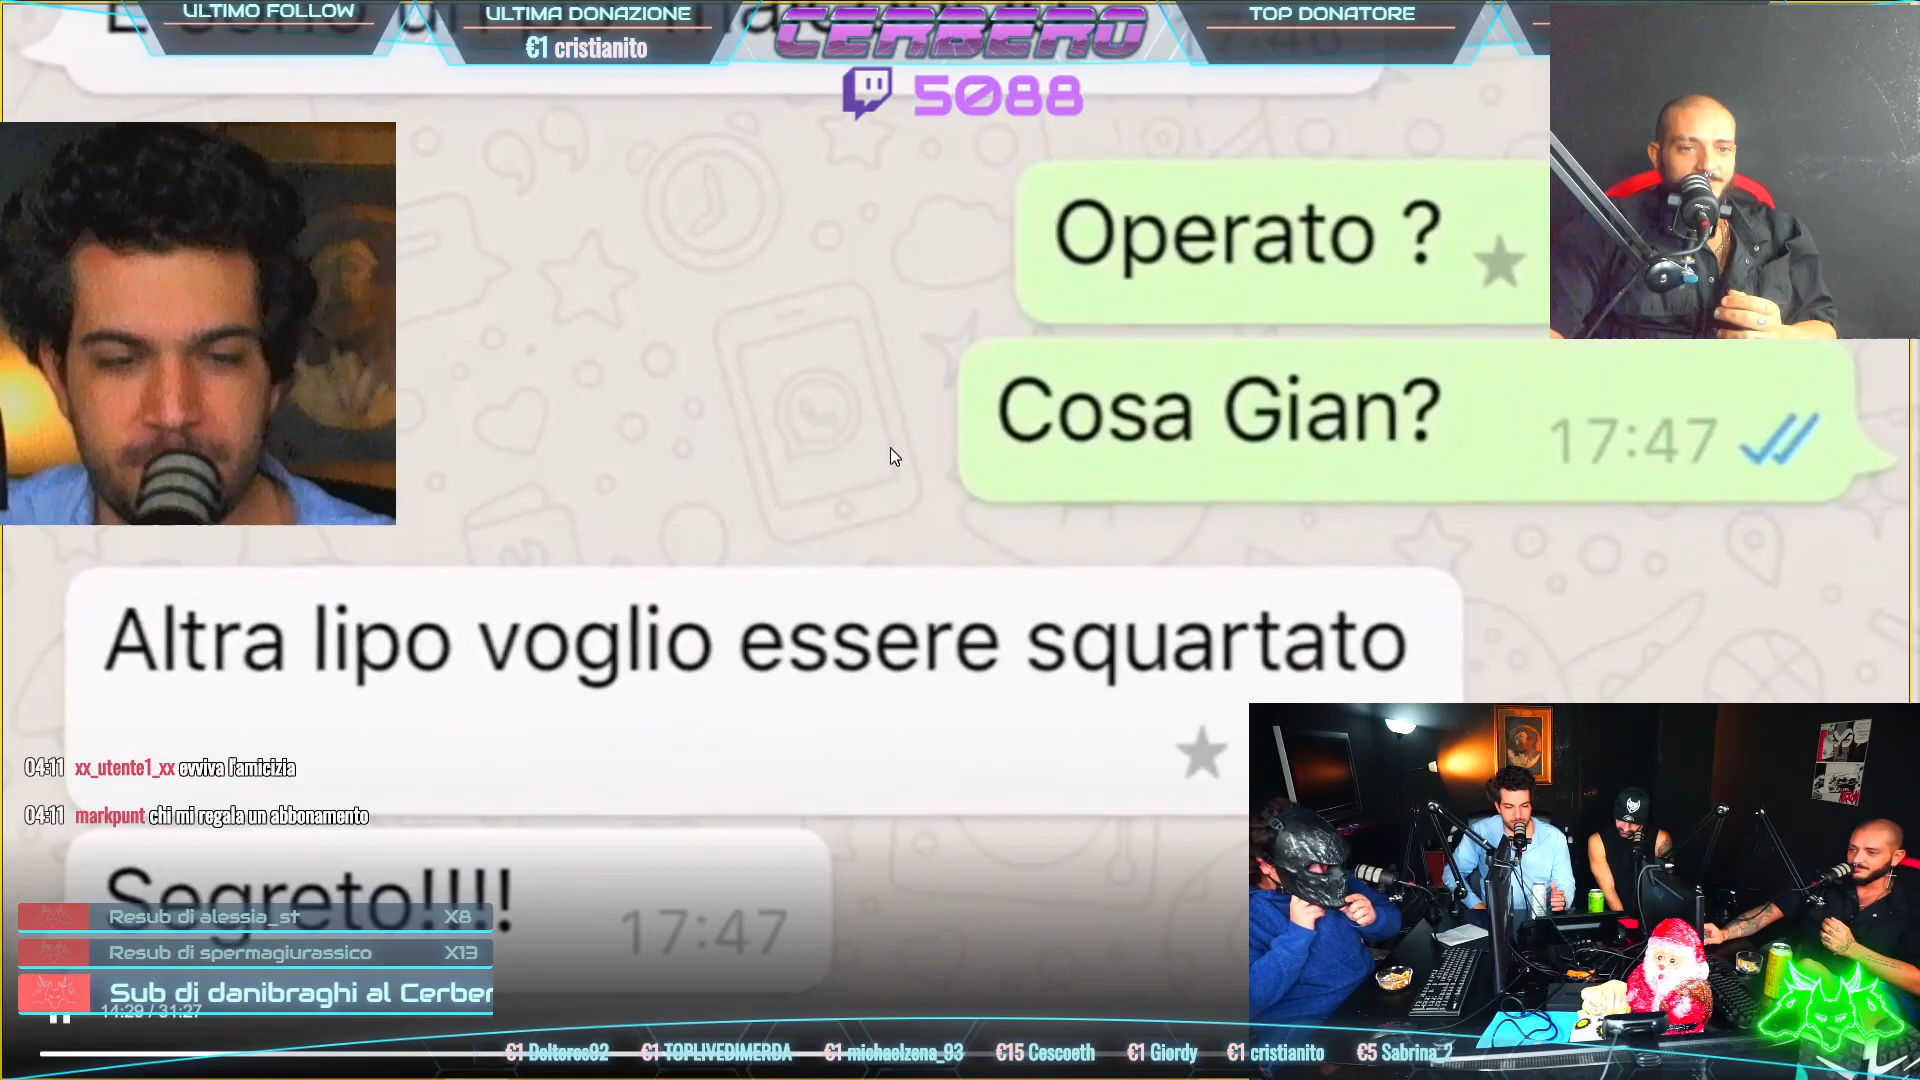 ULTIMO FOLLOW
ULTIMA DONAZIONE
€1 cristianito
CERBERO
TOP DONATORE
5088
Operato ?
Cosa Gian?
17:47
Altra lipo voglio essere squartato
04:11 xx_utente1_xx evviva l'amicizia
04:11 markpunt chi mi regala un abbonamento
Segreto!!!!
17:47
Resub di alessia_st X8
Resub di spermagiurassico X13
Sub di danibraghi al Cerber
14:29 / 31:27
€1 Deltoros92 €1 TOPLIVEDIMERDA €1 michaelzena_93 €15 Cescoeth €1 Giordy €1 cristianito €5 Sabrina_2